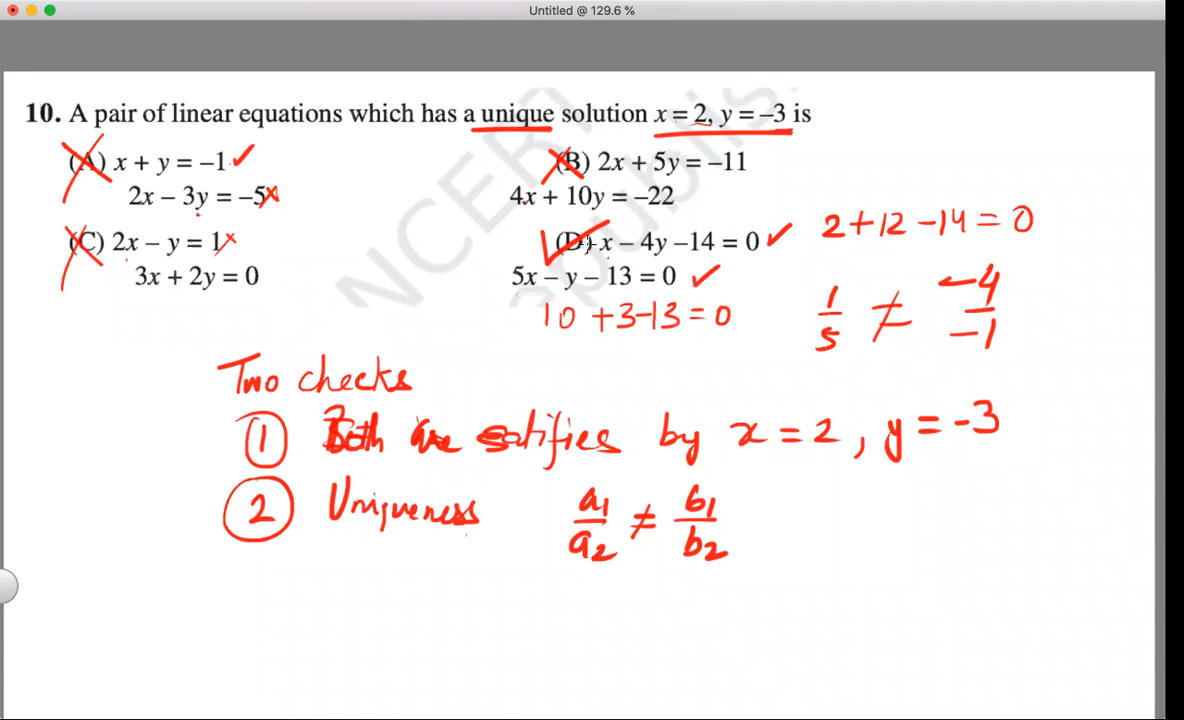 Untitled @ 129.6 %
10. A pair of linear equations which has a unique solution x = 2, y = –3 is
(A) x + y = –1 (B) 2x + 5y = –11
2x – 3y = –5 4x + 10y = –22
(C) 2x – y = 1 (D) x – 4y –14 = 0 2+12 -14 = 0
3x + 2y = 0 5x – y – 13 = 0
10 +3-13 = 0 1/5 ≠ -4/-1
Two checks
1 Both are satifies by x = 2, y = -3
2 Uniqueness a1/a2 ≠ b1/b2
NCERT